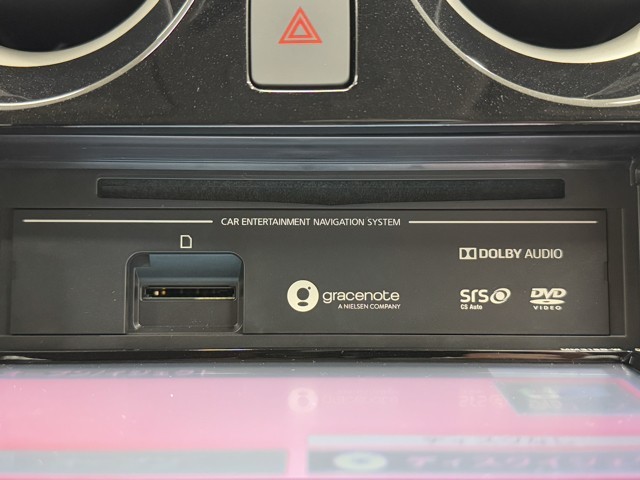 CAR ENTERTAINMENT NAVIGATION SYSTEM
DOLBY AUDIO
gracenote
A NIELSEN COMPANY
SRS
CS Auto
DVD
VIDEO